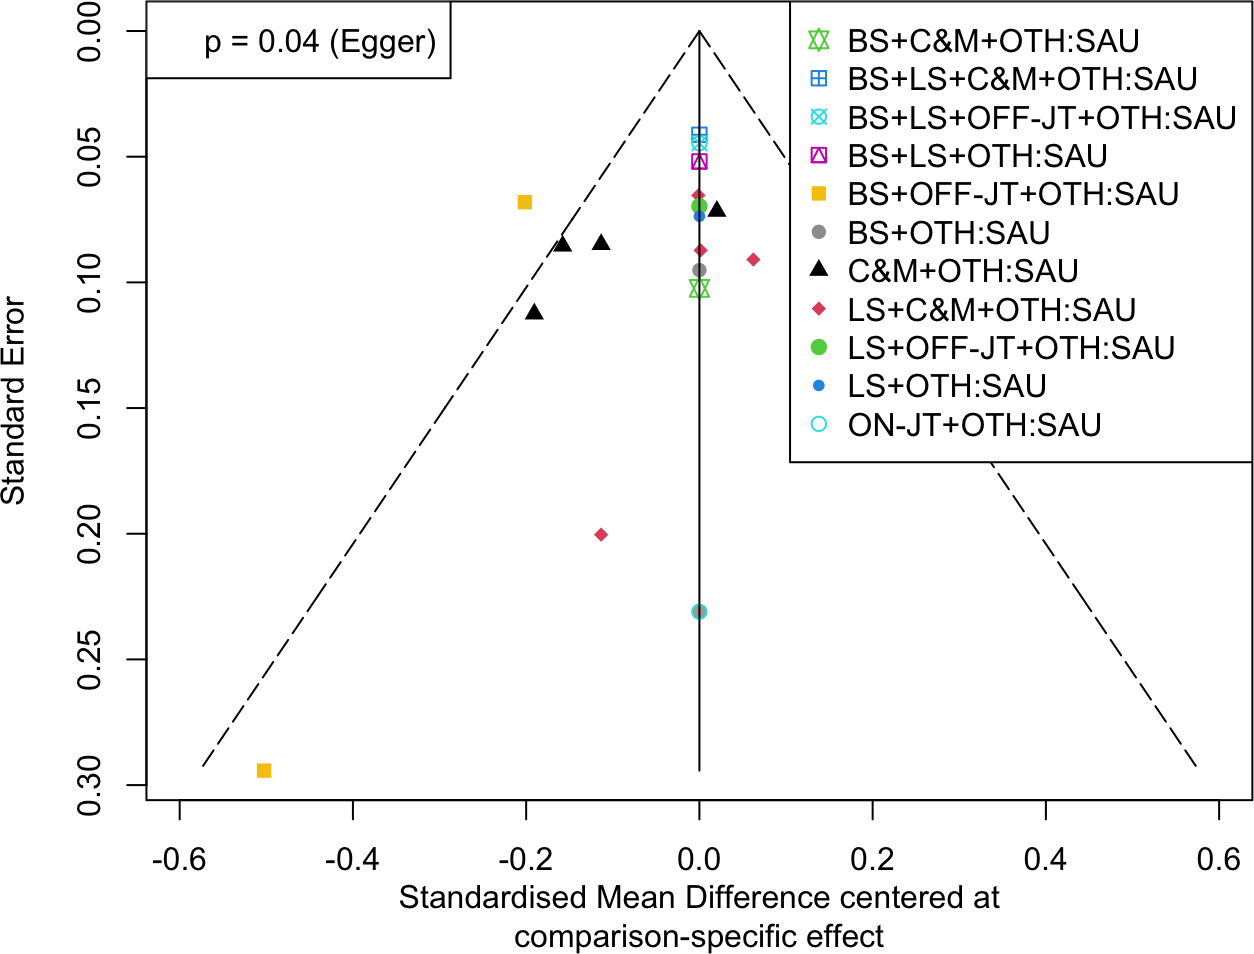 p = 0.04 (Egger)
BS+C&M+OTH:SAU
BS+LS+C&M+OTH:SAU
BS+LS+OFF-JT+OTH:SAU
BS+LS+OTH:SAU
BS+OFF-JT+OTH:SAU
BS+OTH:SAU
C&M+OTH:SAU
LS+C&M+OTH:SAU
LS+OFF-JT+OTH:SAU
LS+OTH:SAU
ON-JT+OTH:SAU
Standard Error
0.00
0.05
0.10
0.15
0.20
0.25
0.30
-0.6 -0.4 -0.2 0.0 0.2 0.4 0.6
Standardised Mean Difference centered at
comparison-specific effect